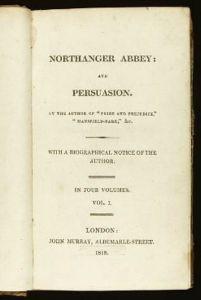 NORTHANGER ABBEY:
AND
PERSUASION.
BY THE AUTHOR OF "PRIDE AND PREJUDICE,"
"MANSFIELD-PARK," &c.
WITH A BIOGRAPHICAL NOTICE OF THE
AUTHOR.
IN FOUR VOLUMES.
VOL. I.
LONDON:
JOHN MURRAY, ALBEMARLE-STREET.
1818.